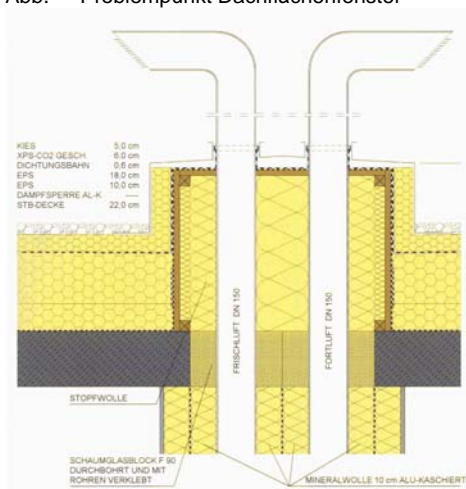 Abb. Problempunkt Dachflächenfenster
KIES 5,0 cm
XPS-CO2 GESCH. 6,0 cm
DICHTUNGSBAHN 0,6 cm
EPS 18,0 cm
EPS 10,0 cm
DAMPFSPERRE AL-K ----
STB-DECKE 22,0 cm
FRISCHLUFT DN 150
FORTLUFT DN 150
STOPFWOLLE
SCHAUMGLASBLOCK F 90
DURCHBOHRT UND MIT
ROHREN VERKLEBT
MINERALWOLLE 10 cm ALU-KASCHIERT